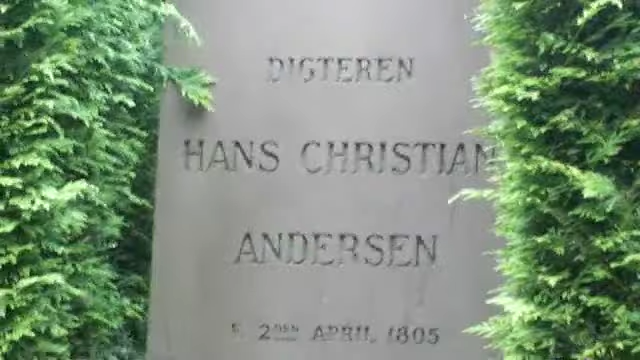 DIGTEREN
HANS CHRISTIAN
ANDERSEN
F. 2DEN APRIL 1805